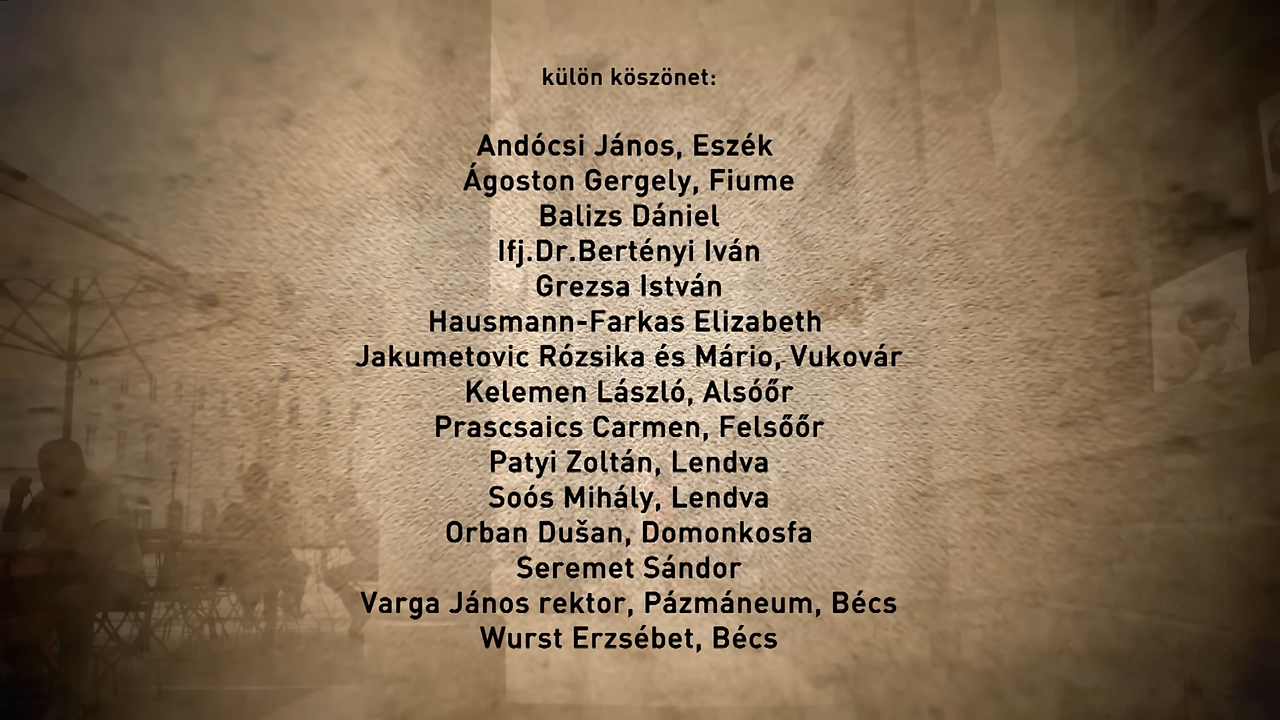 külön köszönet:
Andócsi János, Eszék
Ágoston Gergely, Fiume
Balizs Dániel
Ifj.Dr.Bertényi Iván
Grezsa István
Hausmann-Farkas Elizabeth
Jakumetovic Rózsika és Mário, Vukovár
Kelemen László, Alsóőr
Prascsaics Carmen, Felsőőr
Patyi Zoltán, Lendva
Soós Mihály, Lendva
Orban Dušan, Domonkosfa
Seremet Sándor
Varga János rektor, Pázmáneum, Bécs
Wurst Erzsébet, Bécs